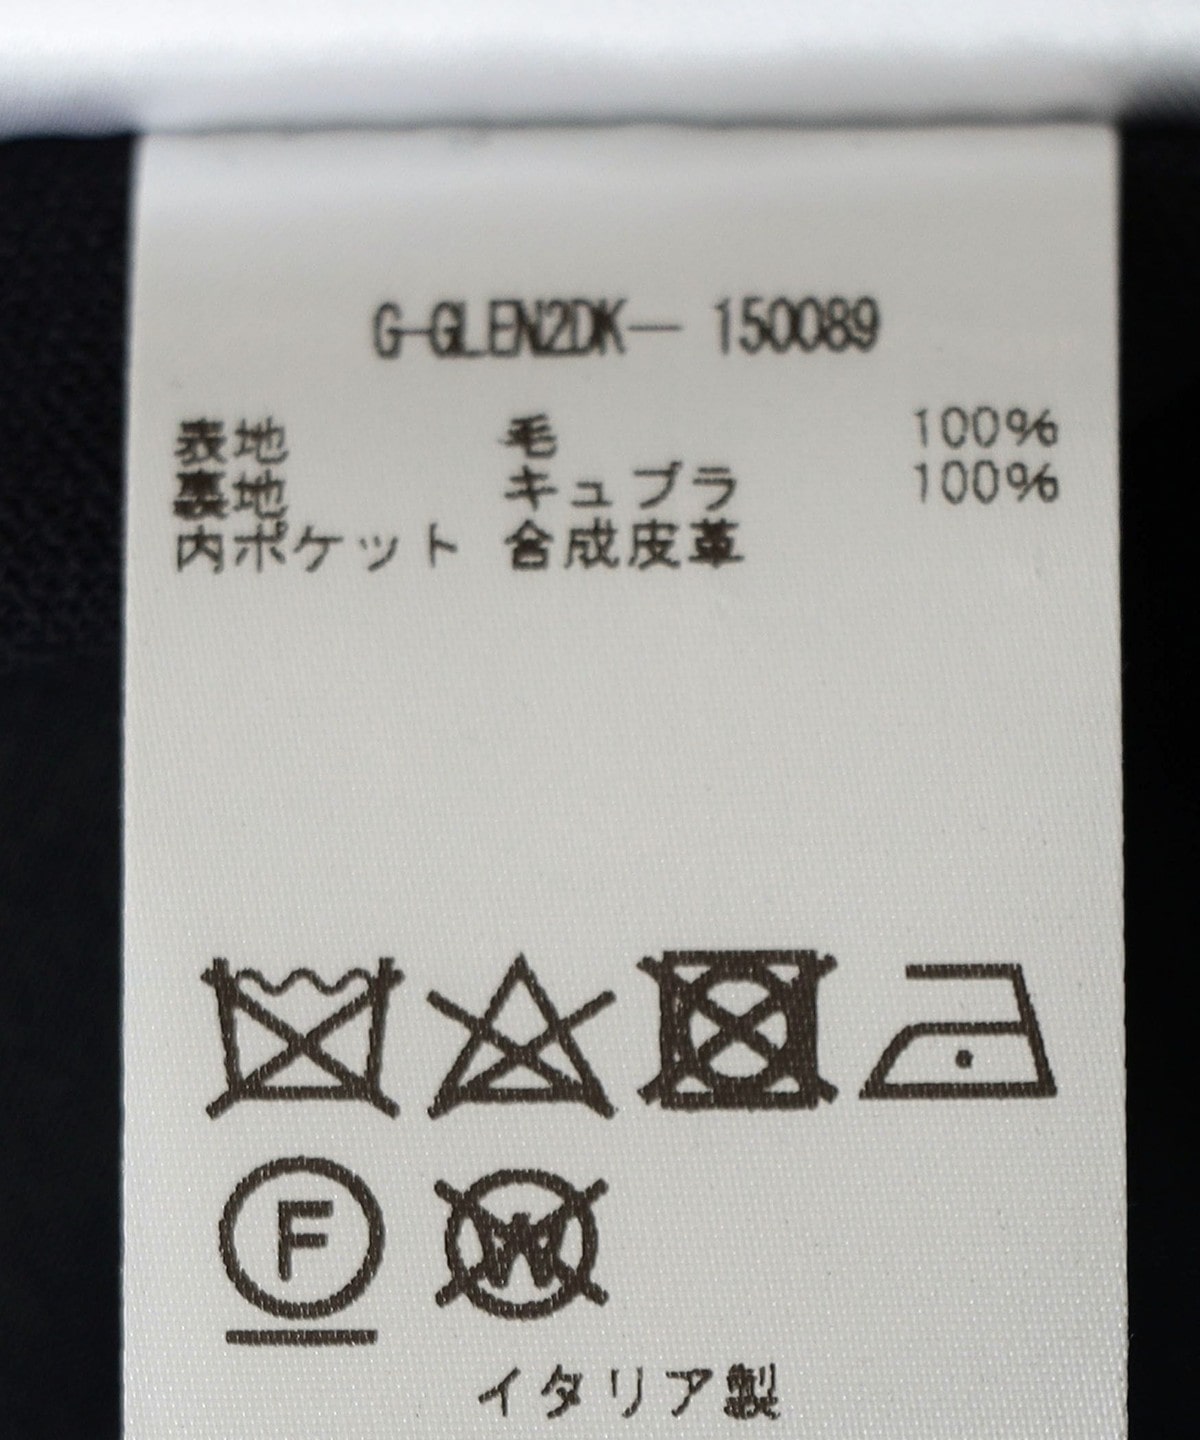 G-GLEN2DK— 150089
表地 毛 100%
裏地 キュプラ 100%
内ポケット 合成皮革
F W
イタリア製